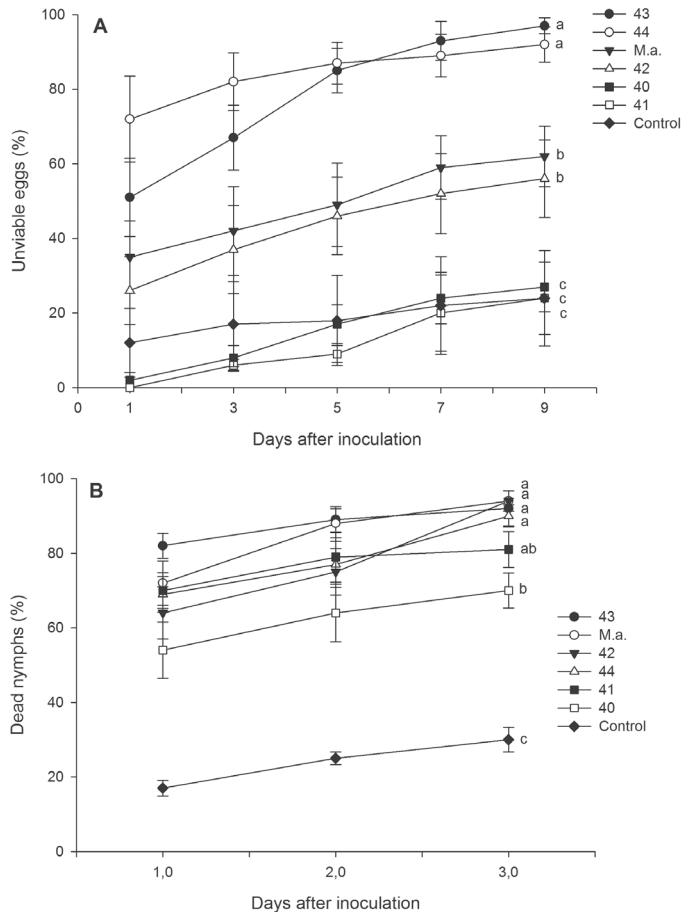 A
100
80
60
40
20
0
Unviable eggs (%)
a
a
b
b
c
c
c
0 1 3 5 7 9
Days after inoculation
43
44
M.a.
42
40
41
Control
B
100
80
60
40
20
0
Dead nymphs (%)
a
a
a
a
ab
b
c
1,0 2,0 3,0
Days after inoculation
43
M.a.
42
44
41
40
Control